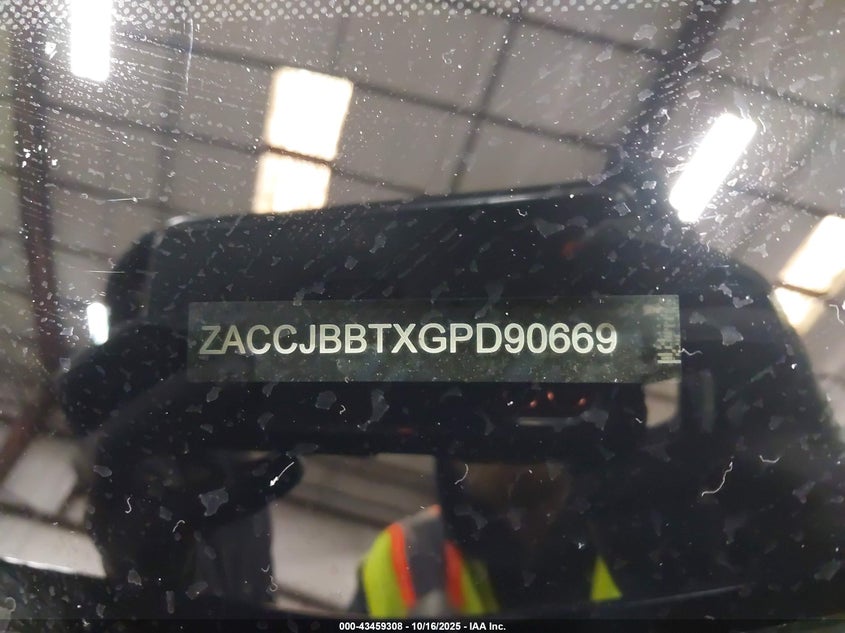 ZACCJBBTXGPD90669
000-43459308 - 10/16/2025 - IAA Inc.